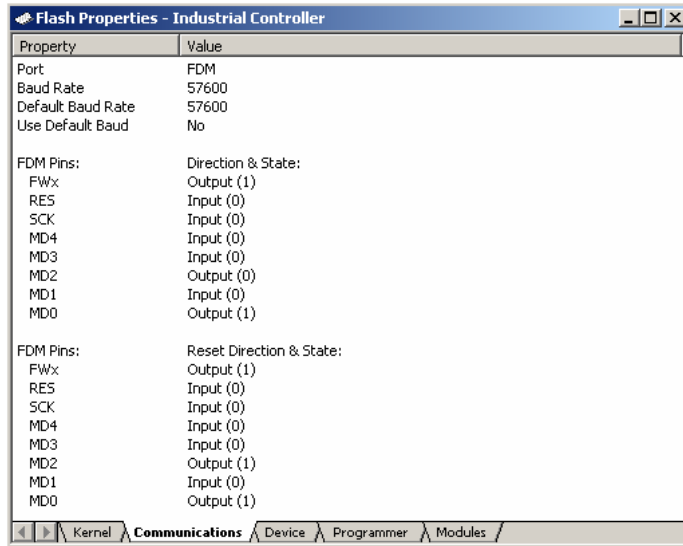 Flash Properties - Industrial Controller
Property Value
Port FDM
Baud Rate 57600
Default Baud Rate 57600
Use Default Baud No
FDM Pins: Direction & State:
FWx Output (1)
RES Input (0)
SCK Input (0)
MD4 Input (0)
MD3 Input (0)
MD2 Output (0)
MD1 Input (0)
MD0 Output (1)
FDM Pins: Reset Direction & State:
FWx Output (1)
RES Input (0)
SCK Input (0)
MD4 Input (0)
MD3 Input (0)
MD2 Output (1)
MD1 Input (0)
MD0 Output (1)
Kernel Communications Device Programmer Modules